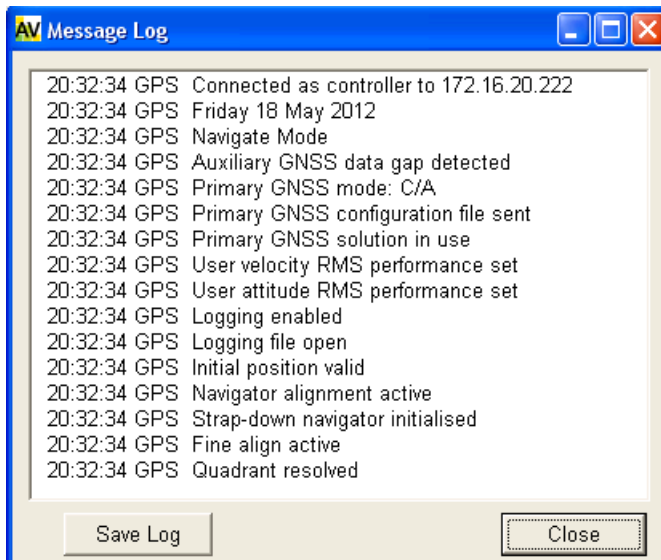 AV Message Log
20:32:34 GPS Connected as controller to 172.16.20.222
20:32:34 GPS Friday 18 May 2012
20:32:34 GPS Navigate Mode
20:32:34 GPS Auxiliary GNSS data gap detected
20:32:34 GPS Primary GNSS mode: C/A
20:32:34 GPS Primary GNSS configuration file sent
20:32:34 GPS Primary GNSS solution in use
20:32:34 GPS User velocity RMS performance set
20:32:34 GPS User attitude RMS performance set
20:32:34 GPS Logging enabled
20:32:34 GPS Logging file open
20:32:34 GPS Initial position valid
20:32:34 GPS Navigator alignment active
20:32:34 GPS Strap-down navigator initialised
20:32:34 GPS Fine align active
20:32:34 GPS Quadrant resolved
Save Log
Close